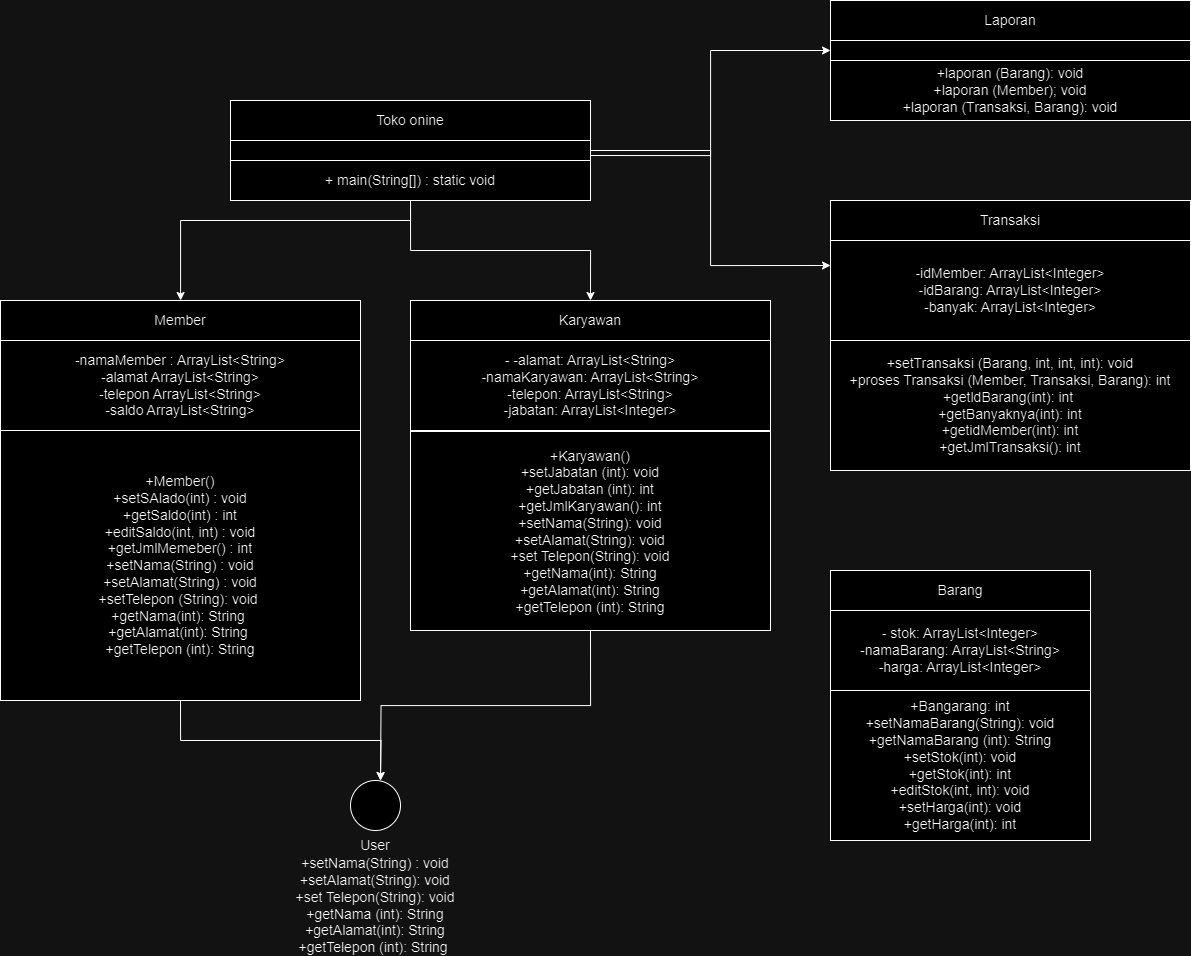 Laporan
+laporan (Barang): void
+laporan (Member); void
+laporan (Transaksi, Barang): void
Toko onine
+ main(String[]) : static void
Transaksi
-idMember: ArrayList<Integer>
-idBarang: ArrayList<Integer>
-banyak: ArrayList<Integer>
+setTransaksi (Barang, int, int, int): void
+proses Transaksi (Member, Transaksi, Barang): int
+getIdBarang(int): int
+getBanyaknya(int): int
+getidMember(int): int
+getJmlTransaksi(): int
Member
-namaMember : ArrayList<String>
-alamat ArrayList<String>
-telepon ArrayList<String>
-saldo ArrayList<String>
+Member()
+setSAlado(int) : void
+getSaldo(int) : int
+editSaldo(int, int) : void
+getJmlMemeber() : int
+setNama(String) : void
+setAlamat(String) : void
+setTelepon (String): void
+getNama(int): String
+getAlamat(int): String
+getTelepon (int): String
Karyawan
- -alamat: ArrayList<String>
-namaKaryawan: ArrayList<String>
-telepon: ArrayList<String>
-jabatan: ArrayList<Integer>
+Karyawan()
+setJabatan (int): void
+getJabatan (int): int
+getJmlKaryawan(): int
+setNama(String): void
+setAlamat(String): void
+set Telepon(String): void
+getNama(int): String
+getAlamat(int): String
+getTelepon (int): String
Barang
- stok: ArrayList<Integer>
-namaBarang: ArrayList<String>
-harga: ArrayList<Integer>
+Bangarang: int
+setNamaBarang(String): void
+getNamaBarang (int): String
+setStok(int): void
+getStok(int): int
+editStok(int, int): void
+setHarga(int): void
+getHarga(int): int
User
+setNama(String) : void
+setAlamat(String): void
+set Telepon(String): void
+getNama (int): String
+getAlamat(int): String
+getTelepon (int): String